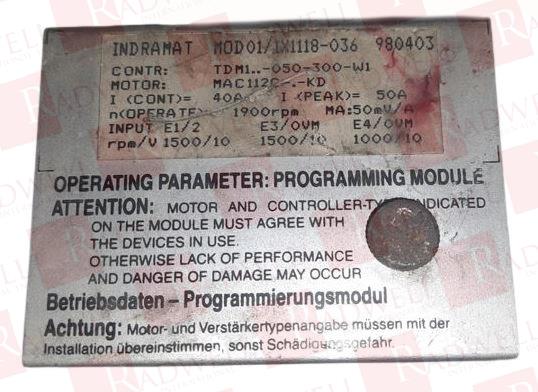 INDRAMAT MOD01/1X1118-036 980403
CONTR: TDM1..-050-300-W1
MOTOR: MAC112C-.-KD
I (CONT)= 40A I (PEAK)= 50A
n(OPERATE) 1900rpm MA:50mV/A
INPUT E1/2 E3/0VM E4/0VM
rpm/V 1500/10 1500/10 1000/10
OPERATING PARAMETER: PROGRAMMING MODULE
ATTENTION: MOTOR AND CONTROLLER-TYPE INDICATED
ON THE MODULE MUST AGREE WITH
THE DEVICES IN USE.
OTHERWISE LACK OF PERFORMANCE
AND DANGER OF DAMAGE MAY OCCUR
Betriebsdaten – Programmierungsmodul
Achtung: Motor- und Verstärkertypenangabe müssen mit der
Installation übereinstimmen, sonst Schädigungsgefahr.
RADWELL